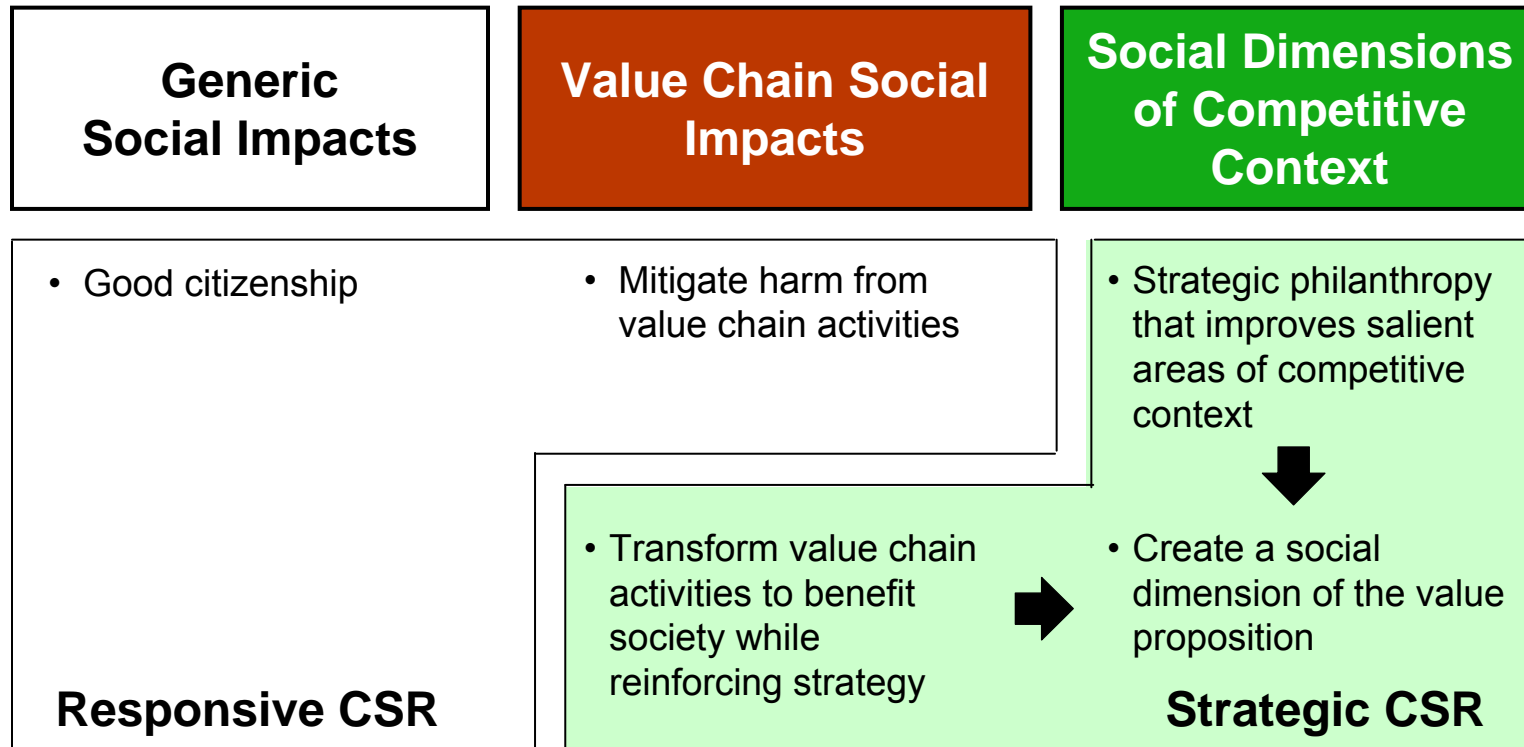 Generic
Social Impacts
Value Chain Social
Impacts
Social Dimensions
of Competitive
Context
• Good citizenship
• Mitigate harm from
value chain activities
• Strategic philanthropy
that improves salient
areas of competitive
context
• Transform value chain
activities to benefit
society while
reinforcing strategy
• Create a social
dimension of the value
proposition
Responsive CSR
Strategic CSR